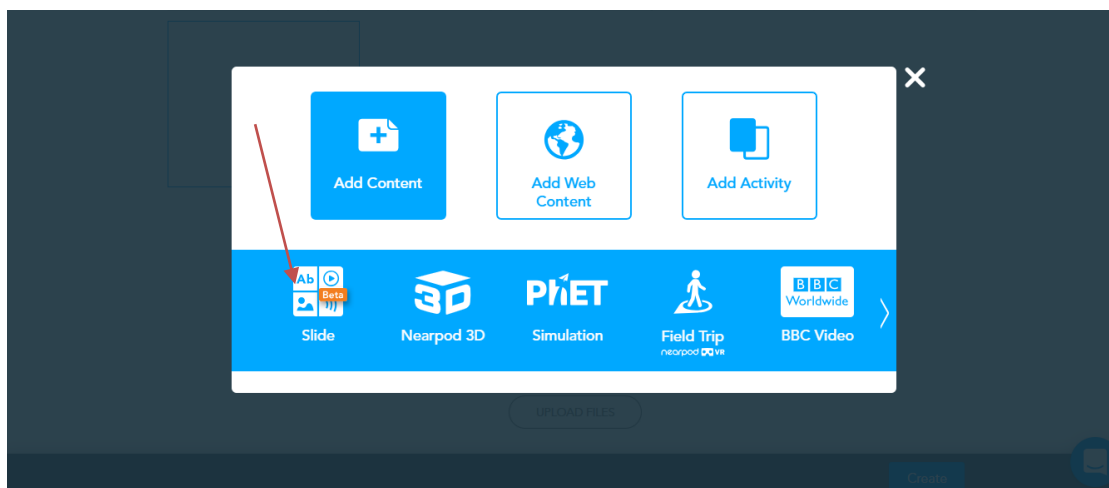 Add Content
Add Web
Content
Add Activity
Ab
Beta
3D
PhET
BBC
Worldwide
Slide
Nearpod 3D
Simulation
Field Trip
nearpod VR
BBC Video
UPLOAD FILES
Create